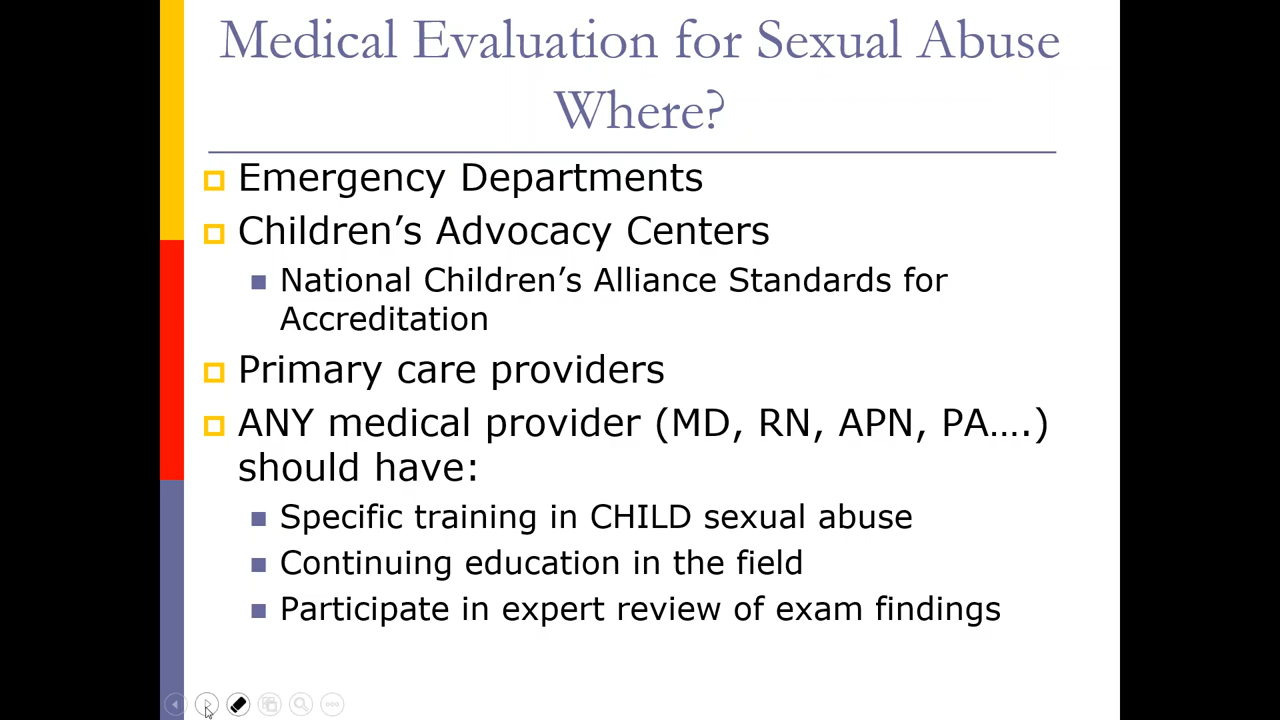 Medical Evaluation for Sexual Abuse
Where?
Emergency Departments
Children’s Advocacy Centers
National Children’s Alliance Standards for
Accreditation
Primary care providers
ANY medical provider (MD, RN, APN, PA….)
should have:
Specific training in CHILD sexual abuse
Continuing education in the field
Participate in expert review of exam findings